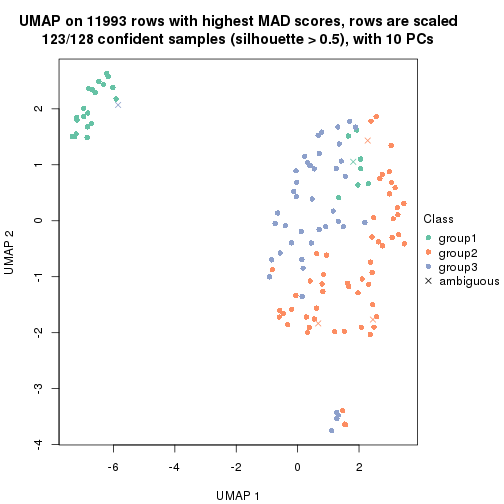 UMAP on 11993 rows with highest MAD scores, rows are scaled
123/128 confident samples (silhouette > 0.5), with 10 PCs
2
1
0
-1
-2
-3
-4
UMAP 2
-6
-4
-2
0
2
UMAP 1
Class
group1
group2
group3
ambiguous